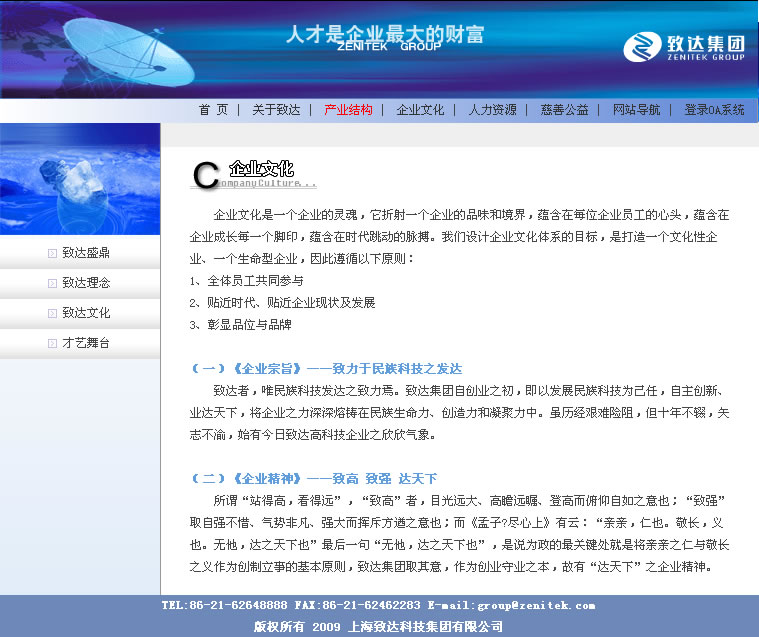 人才是企业最大的财富
ZENITEK GROUP
致达集团
ZENITEK GROUP
首 页 | 关于致达 | 产业结构 | 企业文化 | 人力资源 | 慈善公益 | 网站导航 | 登录OA系统
致达盛鼎
致达理念
致达文化
才艺舞台
企业文化
CompanyCulture...
企业文化是一个企业的灵魂，它折射一个企业的品味和境界，蕴含在每位企业员工的心头，蕴含在
企业成长每一个脚印，蕴含在时代跳动的脉搏。我们设计企业文化体系的目标，是打造一个文化性企
业、一个生命型企业，因此遵循以下原则：
1、全体员工共同参与
2、贴近时代、贴近企业现状及发展
3、彰显品位与品牌
（一）《企业宗旨》——致力于民族科技之发达
致达者，唯民族科技发达之致力焉。致达集团自创业之初，即以发展民族科技为己任，自主创新、
业达天下，将企业之力深深熔铸在民族生命力、创造力和凝聚力中。虽历经艰难险阻，但十年不辍，矢
志不渝，始有今日致达高科技企业之欣欣气象。
（二）《企业精神》——致高 致强 达天下
所谓“站得高，看得远”，“致高”者，目光远大、高瞻远瞩、登高而俯仰自如之意也；“致强”
取自强不惜、气势非凡、强大而挥斥方遒之意也；而《孟子?尽心上》有云：“亲亲，仁也。敬长，义
也。无他，达之天下也”最后一句“无他，达之天下也”，是说为政的最关键处就是将亲亲之仁与敬长
之义作为创制立亊的基本原则，致达集团取其意，作为创业守业之本，故有“达天下”之企业精神。
TEL:86-21-62648888 FAX:86-21-62462283 E-mail:group@zenitek.com
版权所有 2009 上海致达科技集团有限公司